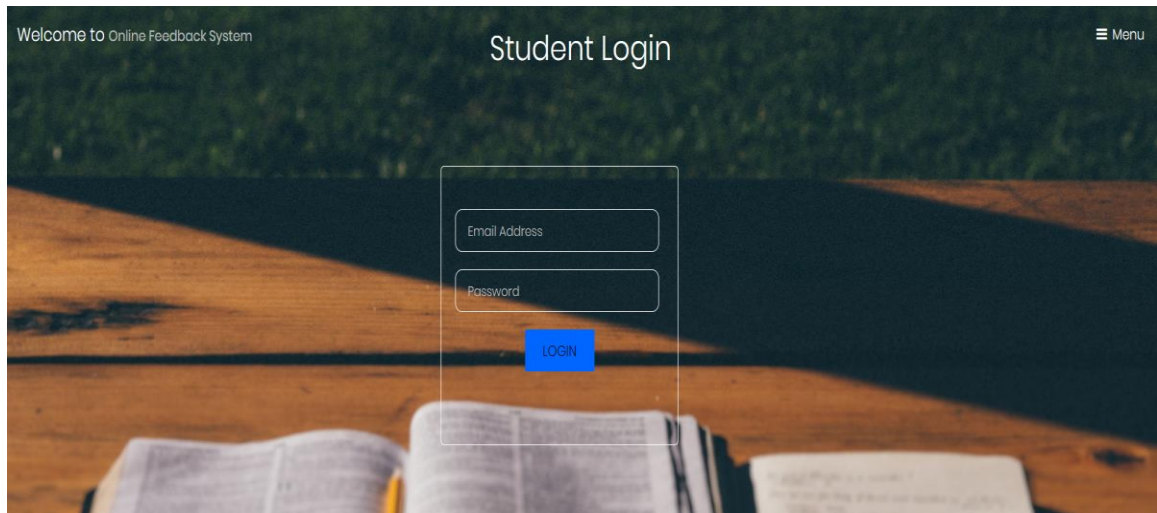 Welcome to Online Feedback System
Student Login
☰ Menu
Email Address
Password
LOGIN